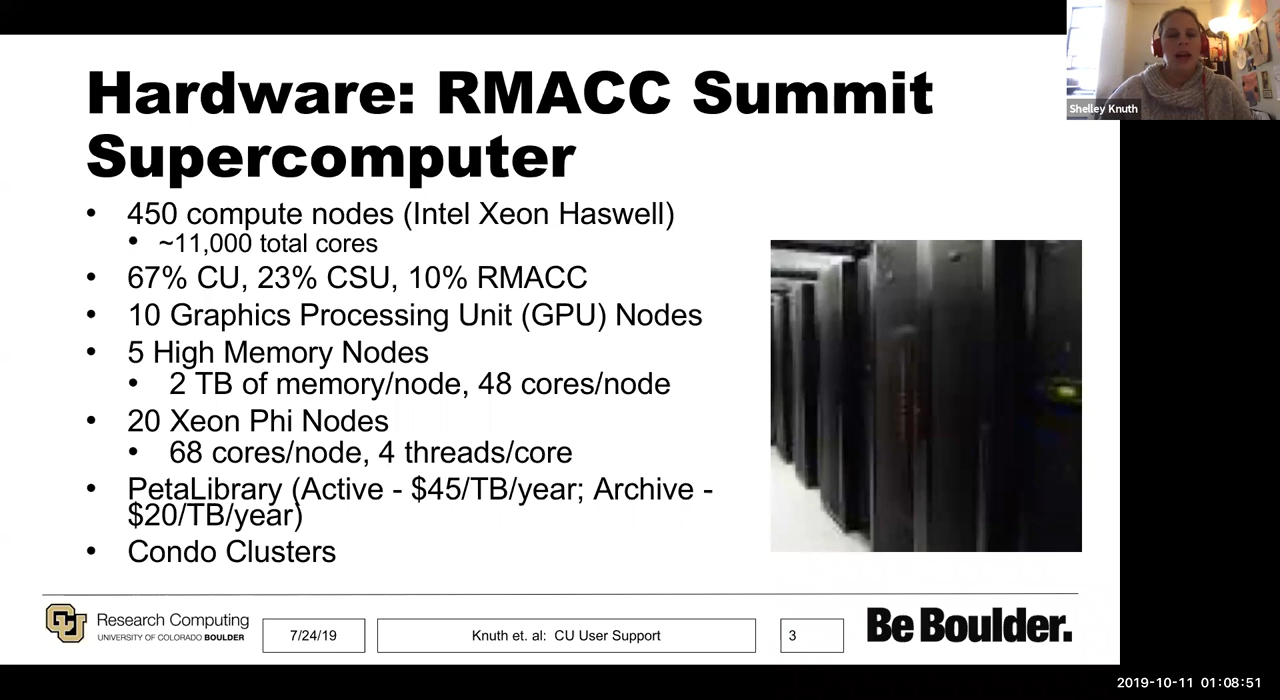 Hardware: RMACC Summit
Supercomputer
• 450 compute nodes (Intel Xeon Haswell)
• ~11,000 total cores
• 67% CU, 23% CSU, 10% RMACC
• 10 Graphics Processing Unit (GPU) Nodes
• 5 High Memory Nodes
• 2 TB of memory/node, 48 cores/node
• 20 Xeon Phi Nodes
• 68 cores/node, 4 threads/core
• PetaLibrary (Active - $45/TB/year; Archive -
$20/TB/year)
• Condo Clusters
Shelley Knuth
CU
Research Computing
UNIVERSITY OF COLORADO BOULDER
7/24/19
Knuth et. al: CU User Support
3
Be Boulder.
2019-10-11 01:08:51